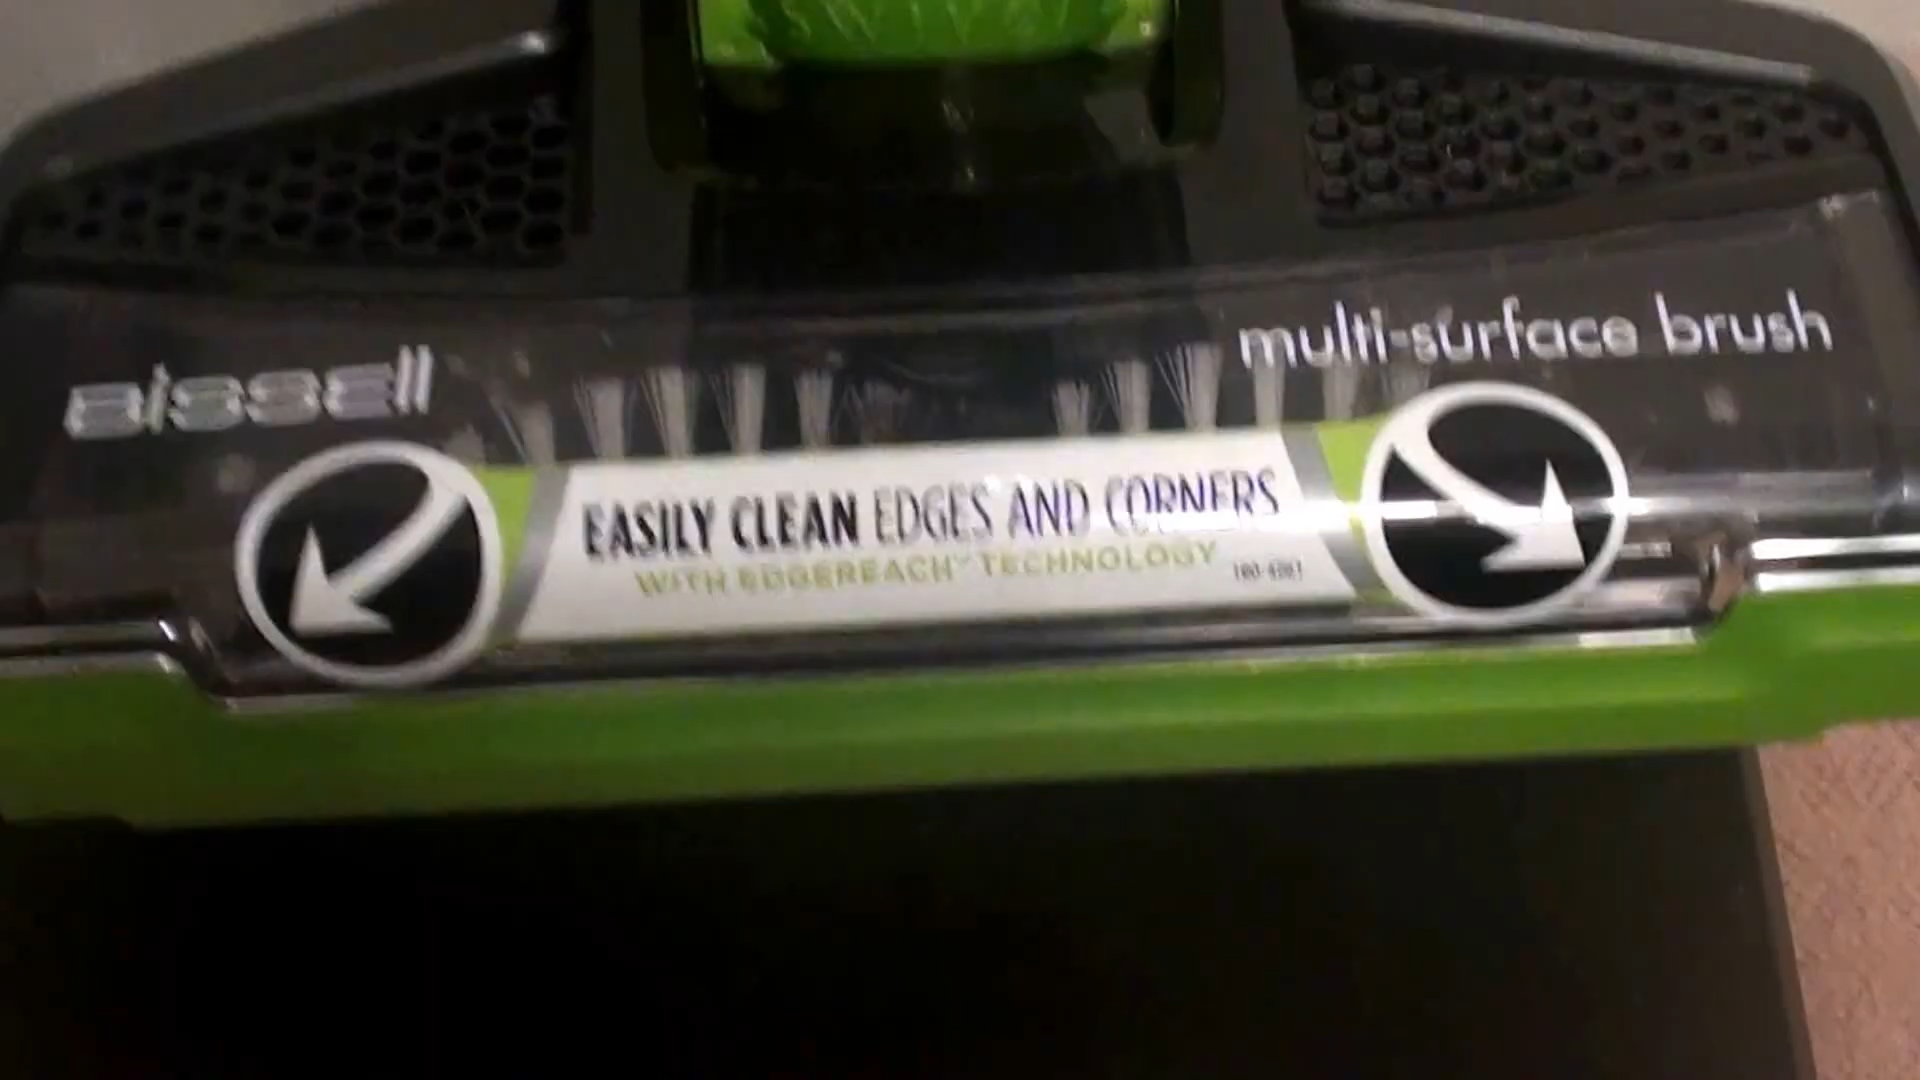 BISSELL
multi-surface brush
EASILY CLEAN EDGES AND CORNERS
WITH EDGEREACH™ TECHNOLOGY